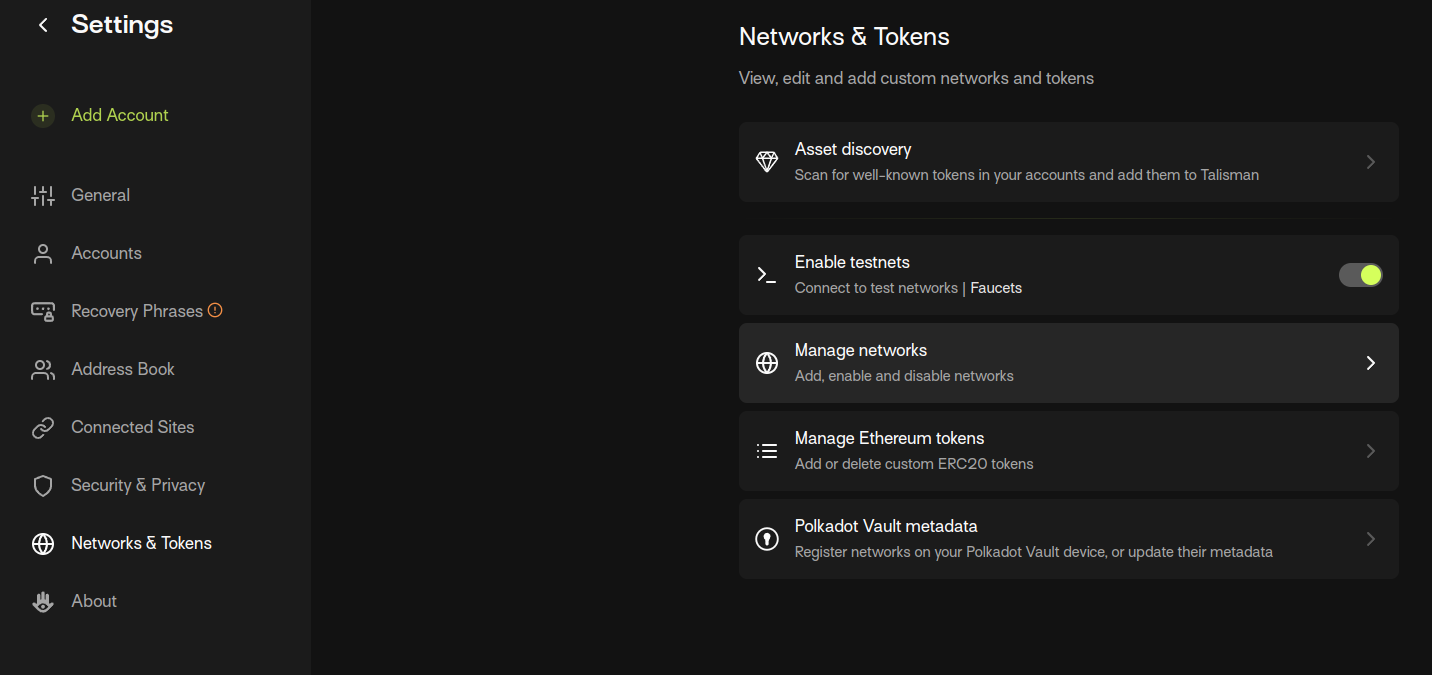 Settings
Add Account
General
Accounts
Recovery Phrases
Address Book
Connected Sites
Security & Privacy
Networks & Tokens
About
Networks & Tokens
View, edit and add custom networks and tokens
Asset discovery
Scan for well-known tokens in your accounts and add them to Talisman
Enable testnets
Connect to test networks | Faucets
Manage networks
Add, enable and disable networks
Manage Ethereum tokens
Add or delete custom ERC20 tokens
Polkadot Vault metadata
Register networks on your Polkadot Vault device, or update their metadata